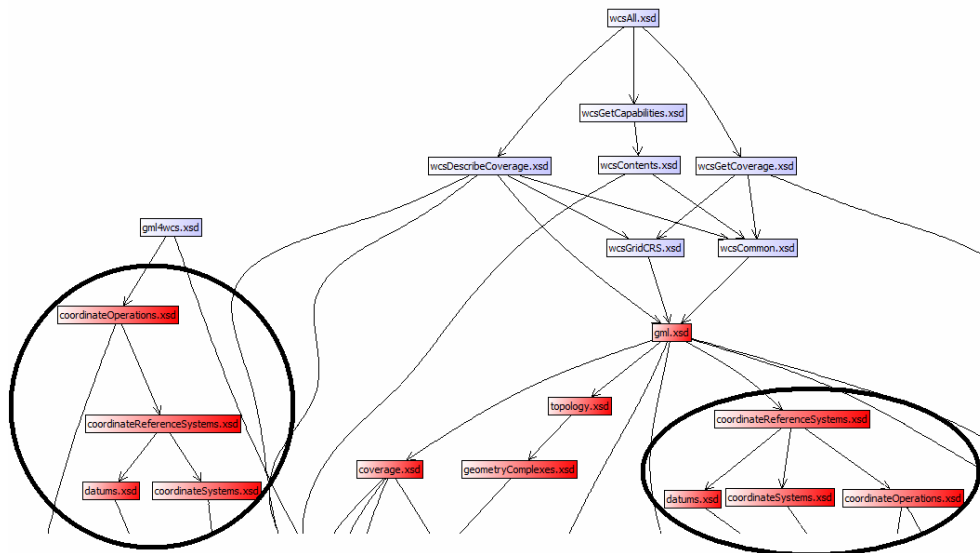 wcsAll.xsd
wcsGetCapabilities.xsd
wcsDescribeCoverage.xsd
wcsContents.xsd
wcsGetCoverage.xsd
gml4wcs.xsd
wcsGridCRS.xsd
wcsCommon.xsd
coordinateOperations.xsd
gml.xsd
topology.xsd
coordinateReferenceSystems.xsd
coordinateReferenceSystems.xsd
coverage.xsd
geometryComplexes.xsd
datums.xsd
coordinateSystems.xsd
datums.xsd
coordinateSystems.xsd
coordinateOperations.xsd